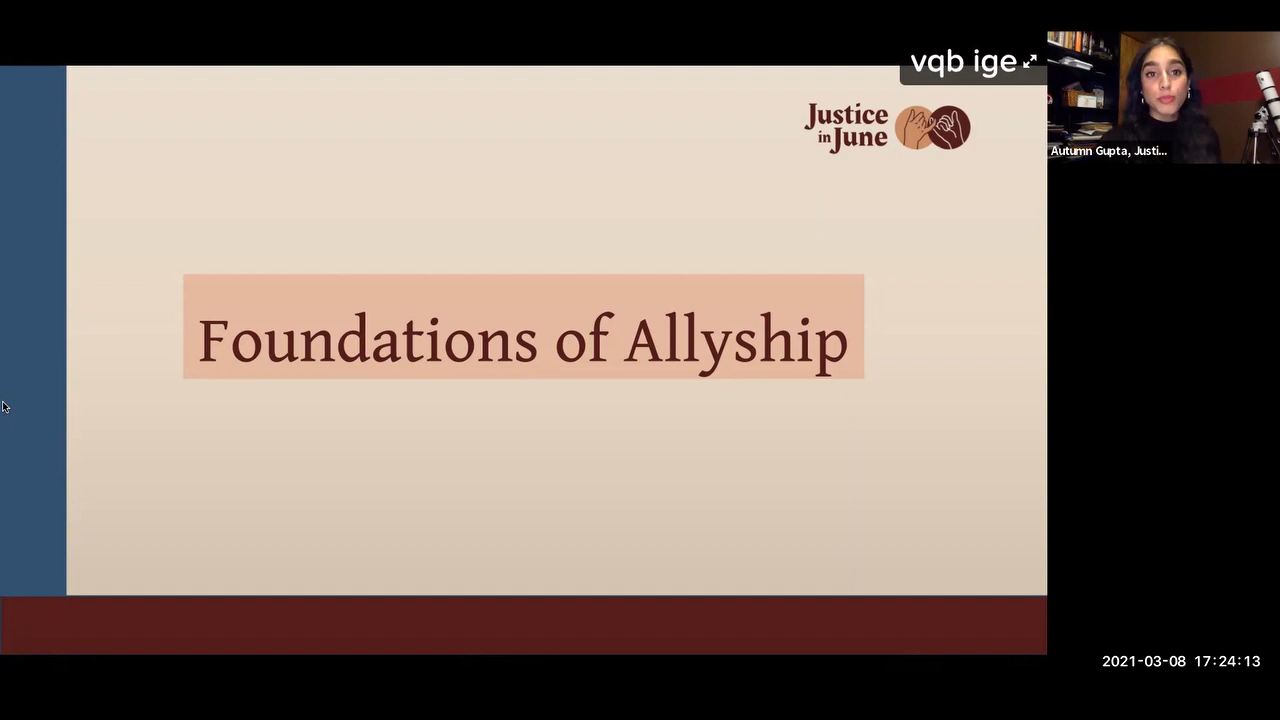 vqb ige
Justice
in June
Foundations of Allyship
Autumn Gupta, Justi...
2021-03-08 17:24:13